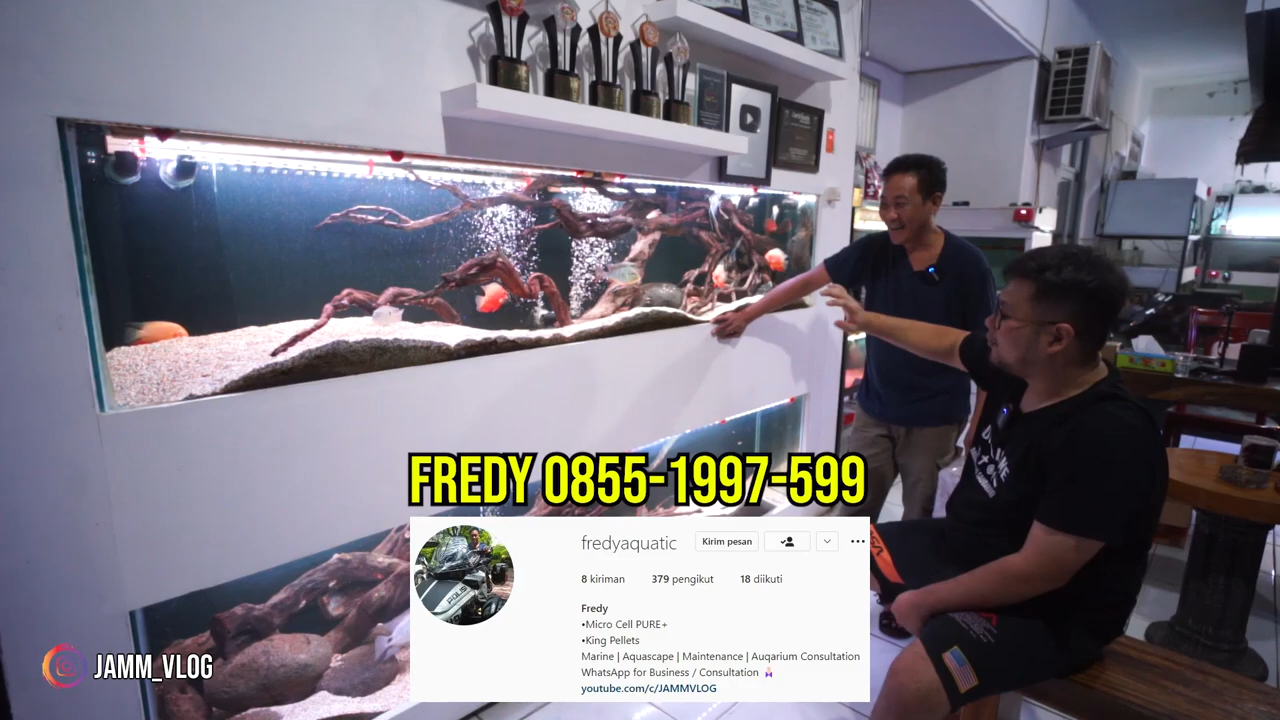 FREDY 0855-1997-599
fredyaquatic
Kirim pesan
8 kiriman 379 pengikut 18 diikuti
Fredy
•Micro Cell PURE+
•King Pellets
Marine | Aquascape | Maintenance | Auqarium Consultation
WhatsApp for Business / Consultation
youtube.com/c/JAMMVLOG
POLISI
JAMM_VLOG